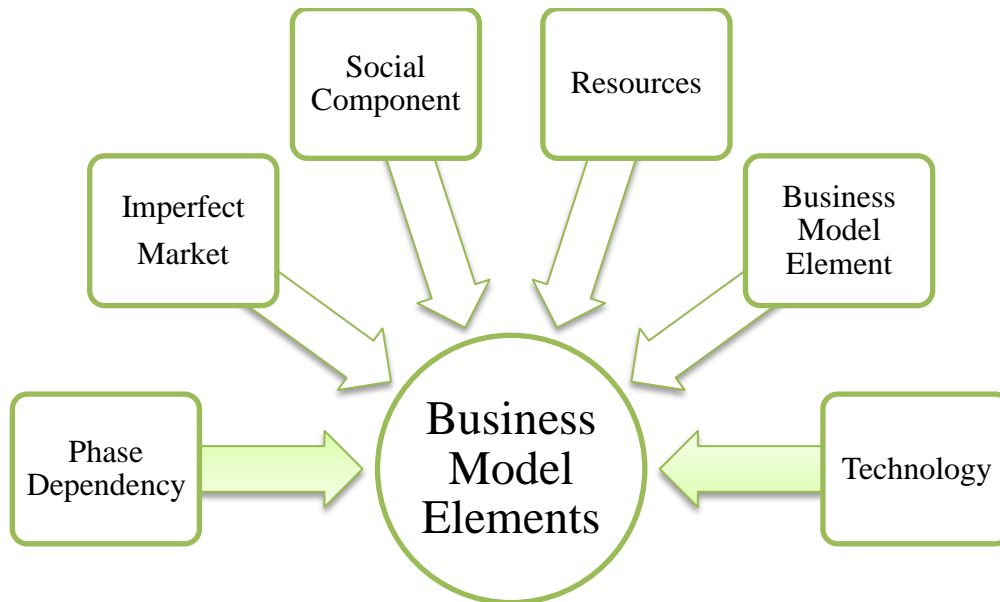 Social
Component
Resources
Imperfect
Market
Business
Model
Element
Phase
Dependency
Business
Model
Elements
Technology